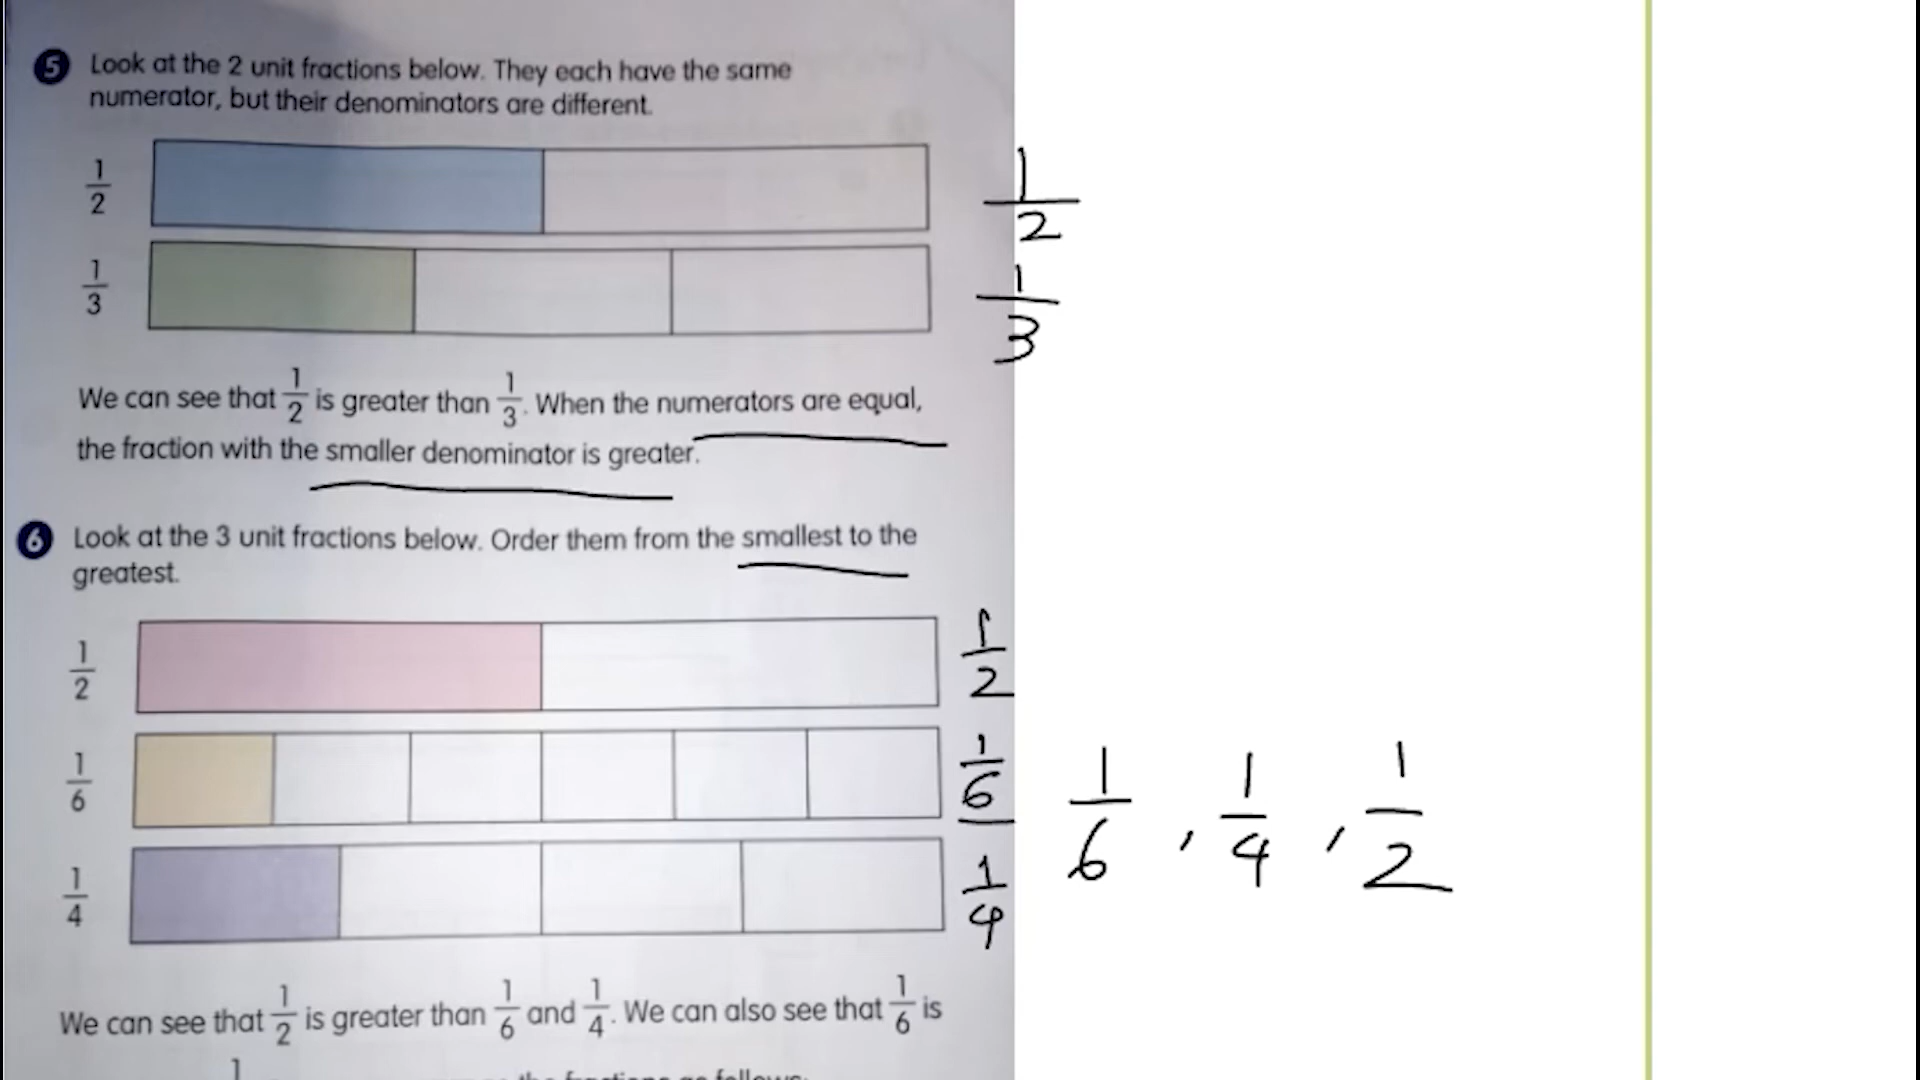 5 Look at the 2 unit fractions below. They each have the same
numerator, but their denominators are different.
1/2
1/2
1/3
1/3
We can see that 1/2 is greater than 1/3. When the numerators are equal,
the fraction with the smaller denominator is greater.
6 Look at the 3 unit fractions below. Order them from the smallest to the
greatest.
1/2
1/2
1/6
1/6
1/6, 1/4, 1/2
1/4
1/4
We can see that 1/2 is greater than 1/6 and 1/4. We can also see that 1/6 is
1
the fractions as follows: